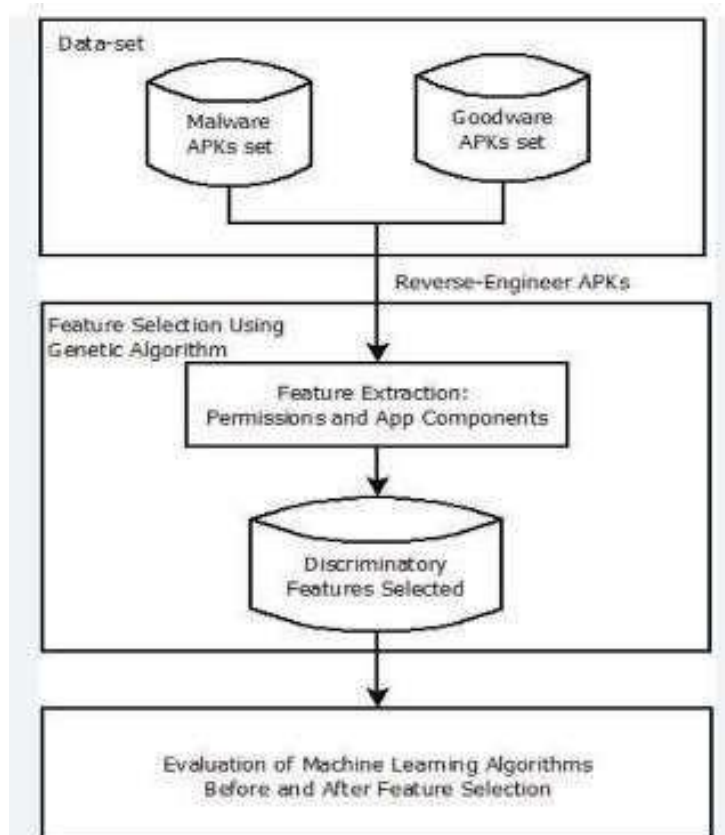 Data-set
Malware
APKs set
Goodware
APKs set
Reverse-Engineer APKs
Feature Selection Using
Genetic Algorithm
Feature Extraction:
Permissions and App Components
Discriminatory
Features Selected
Evaluation of Machine Learning Algorithms
Before and After Feature Selection